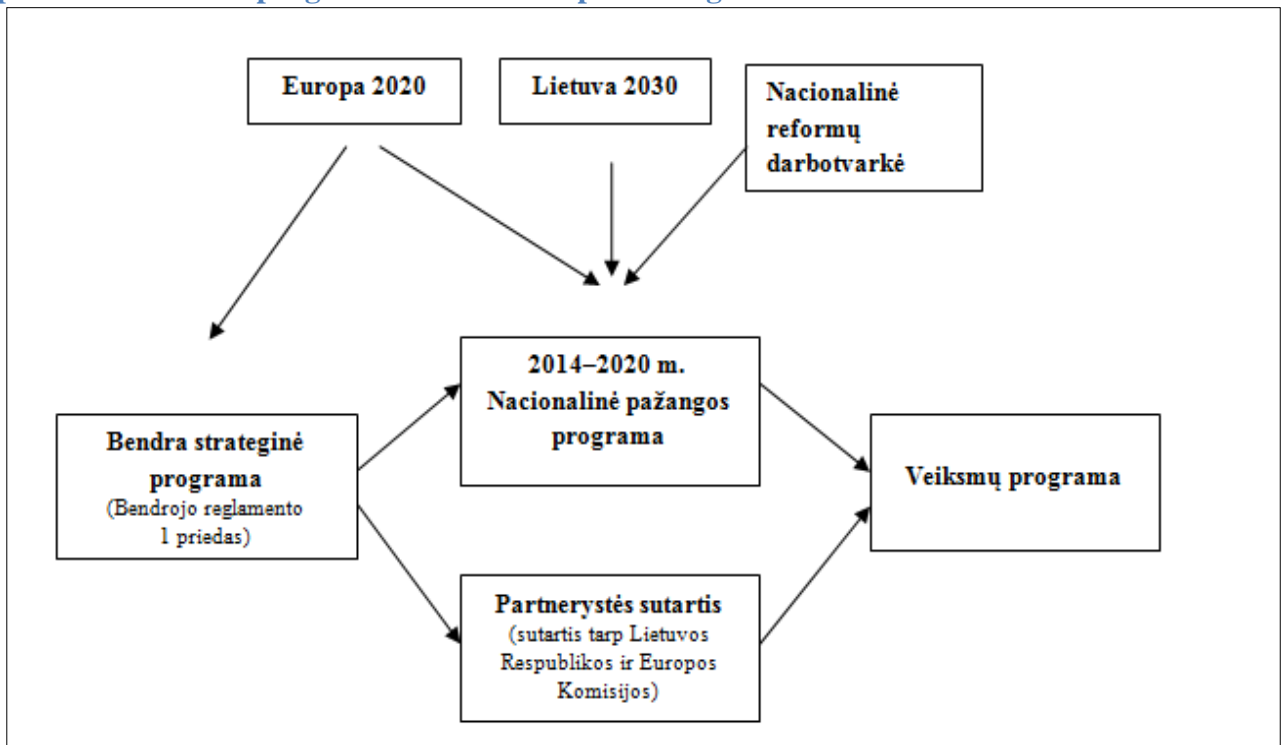 Europa 2020
Lietuva 2030
Nacionalinė
reformų
darbotvarkė
2014–2020 m.
Nacionalinė pažangos
programa
Bendra strateginė
programa
(Bendrojo reglamento
1 priedas)
Veiksmų programa
Partnerystės sutartis
(sutartis tarp Lietuvos
Respublikos ir Europos
Komisijos)